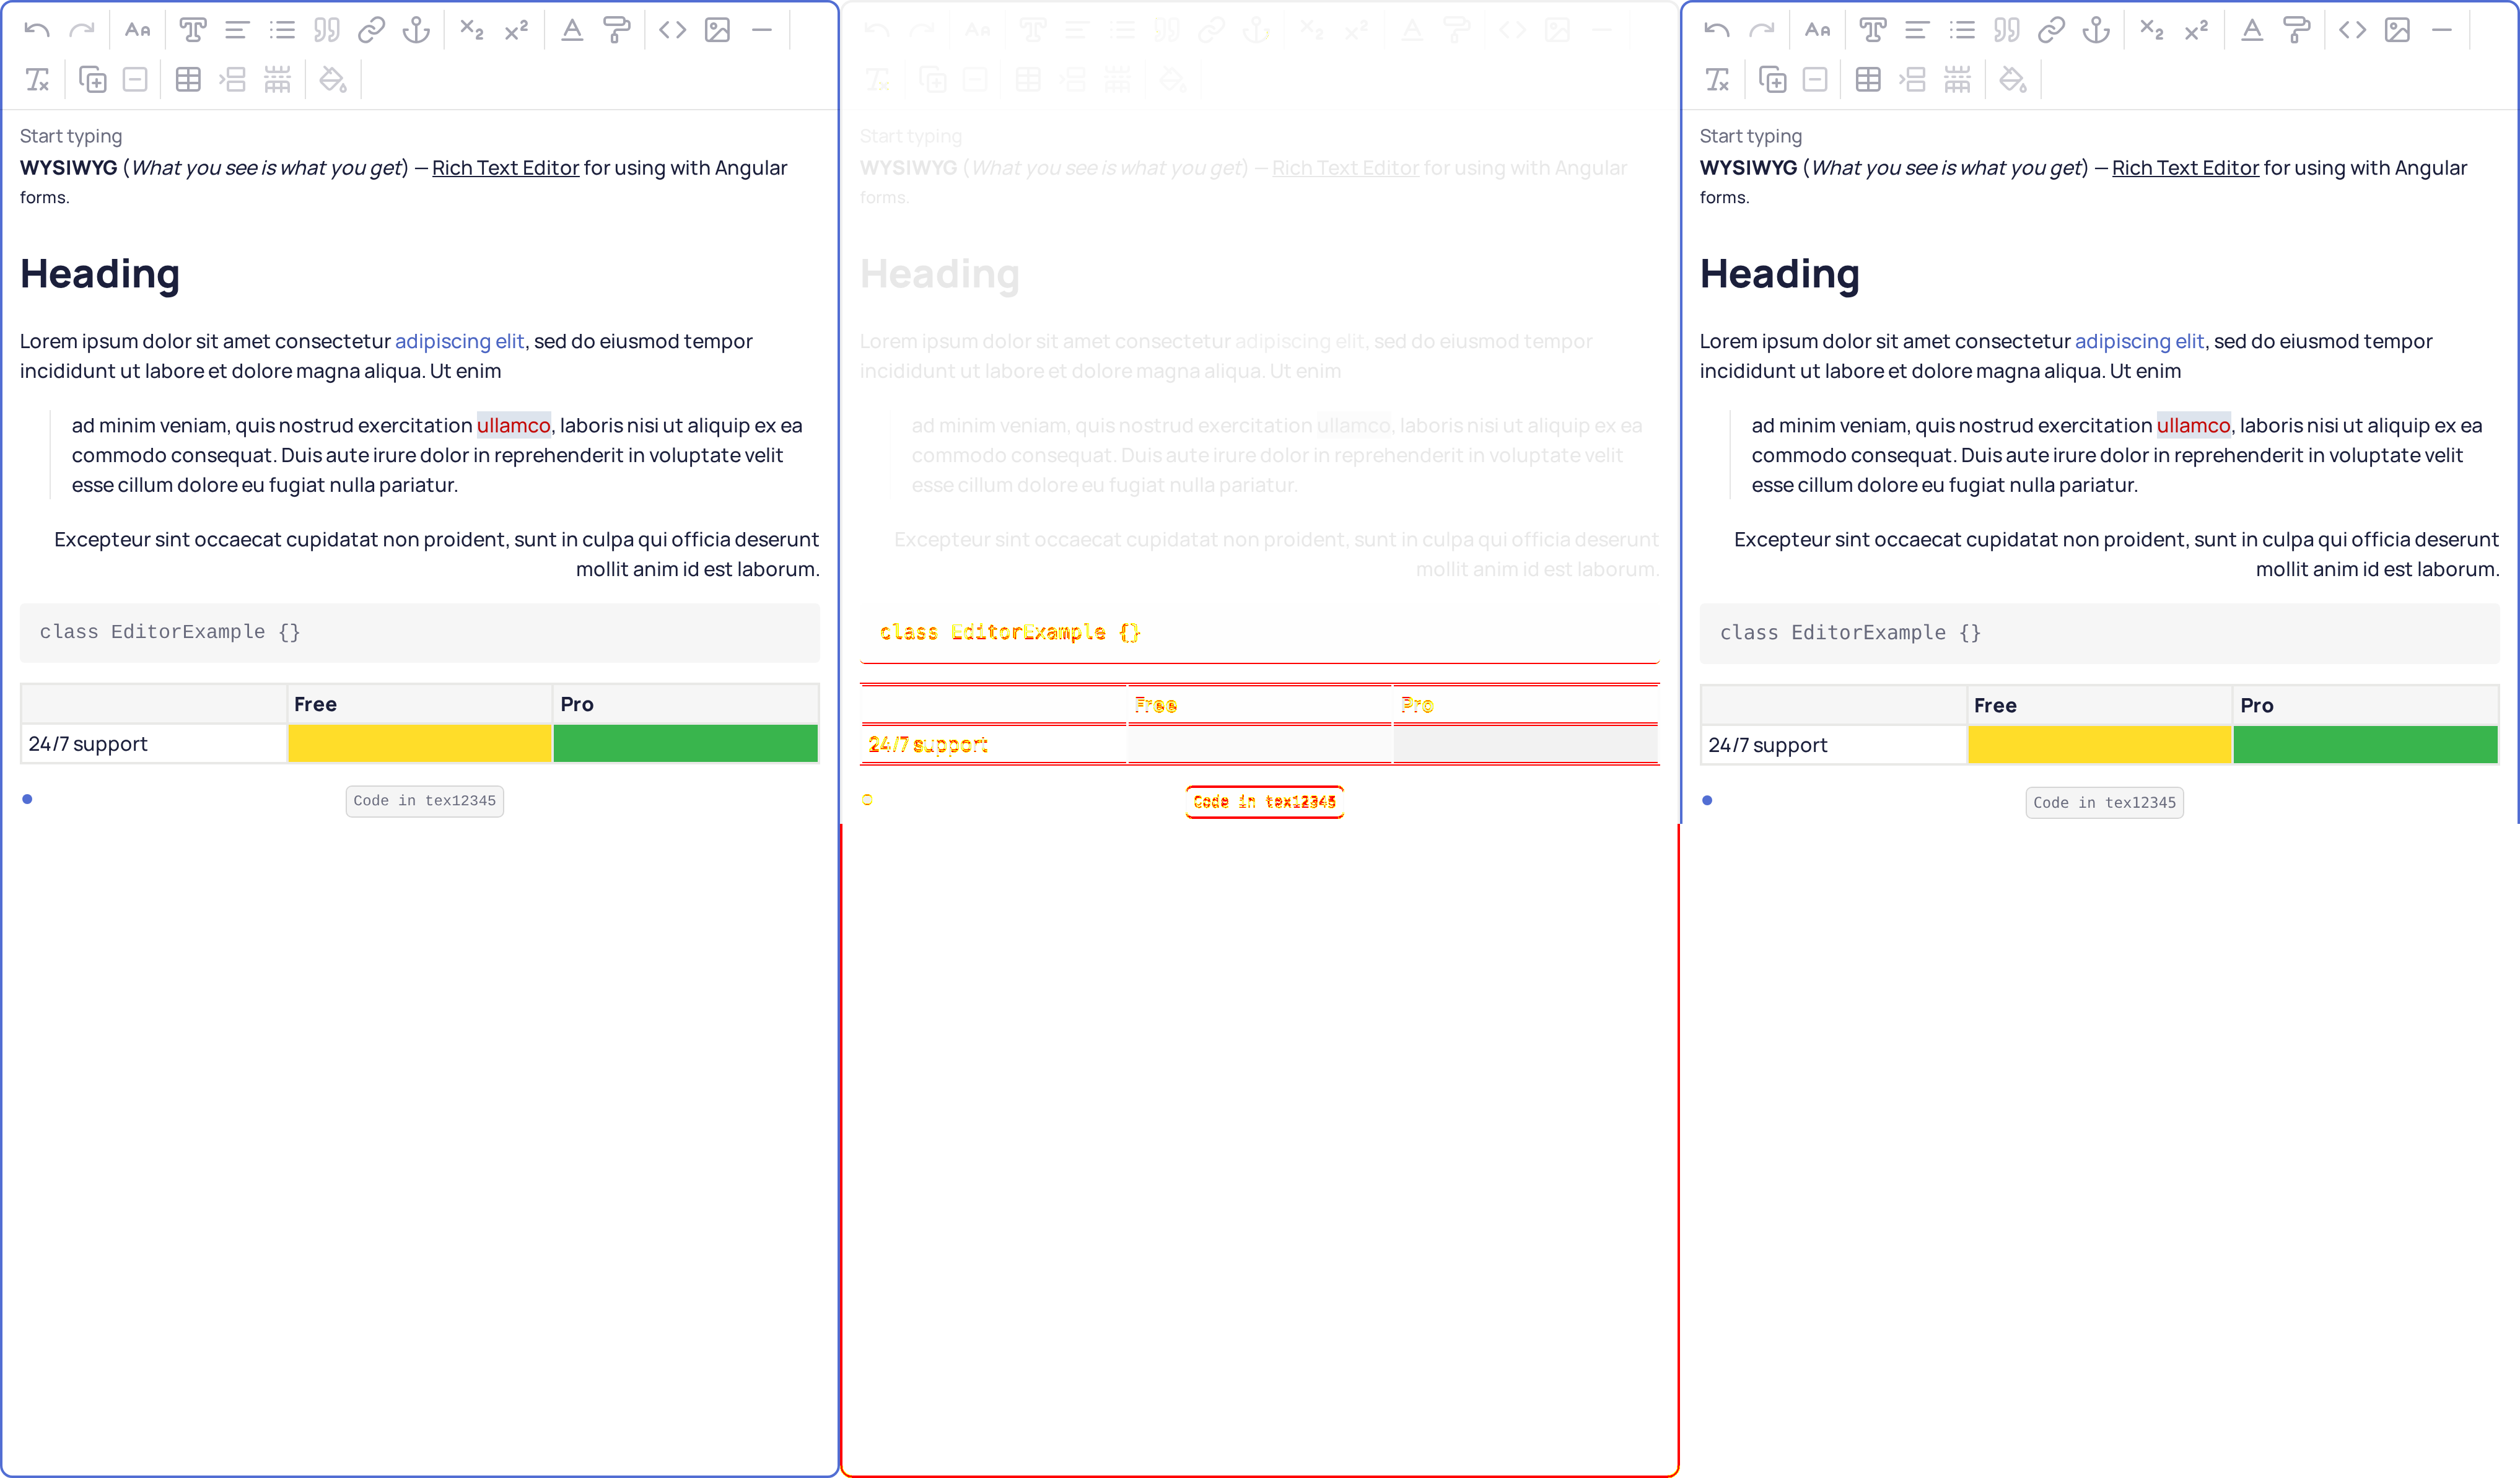 Start typing
WYSIWYG (What you see is what you get) — Rich Text Editor for using with Angular
forms.
Heading
Lorem ipsum dolor sit amet consectetur adipiscing elit, sed do eiusmod tempor
incididunt ut labore et dolore magna aliqua. Ut enim
ad minim veniam, quis nostrud exercitation ullamco, laboris nisi ut aliquip ex ea
commodo consequat. Duis aute irure dolor in reprehenderit in voluptate velit
esse cillum dolore eu fugiat nulla pariatur.
Excepteur sint occaecat cupidatat non proident, sunt in culpa qui officia deserunt
mollit anim id est laborum.
class EditorExample {}
Free Pro
24/7 support
Code in tex12345
Start typing
WYSIWYG (What you see is what you get) — Rich Text Editor for using with Angular
forms.
Heading
Lorem ipsum dolor sit amet consectetur adipiscing elit, sed do eiusmod tempor
incididunt ut labore et dolore magna aliqua. Ut enim
ad minim veniam, quis nostrud exercitation ullamco, laboris nisi ut aliquip ex ea
commodo consequat. Duis aute irure dolor in reprehenderit in voluptate velit
esse cillum dolore eu fugiat nulla pariatur.
Excepteur sint occaecat cupidatat non proident, sunt in culpa qui officia deserunt
mollit anim id est laborum.
class EditorExample {}
Free Pro
24/7 support
Code in tex12345
Start typing
WYSIWYG (What you see is what you get) — Rich Text Editor for using with Angular
forms.
Heading
Lorem ipsum dolor sit amet consectetur adipiscing elit, sed do eiusmod tempor
incididunt ut labore et dolore magna aliqua. Ut enim
ad minim veniam, quis nostrud exercitation ullamco, laboris nisi ut aliquip ex ea
commodo consequat. Duis aute irure dolor in reprehenderit in voluptate velit
esse cillum dolore eu fugiat nulla pariatur.
Excepteur sint occaecat cupidatat non proident, sunt in culpa qui officia deserunt
mollit anim id est laborum.
class EditorExample {}
Free Pro
24/7 support
Code in tex12345